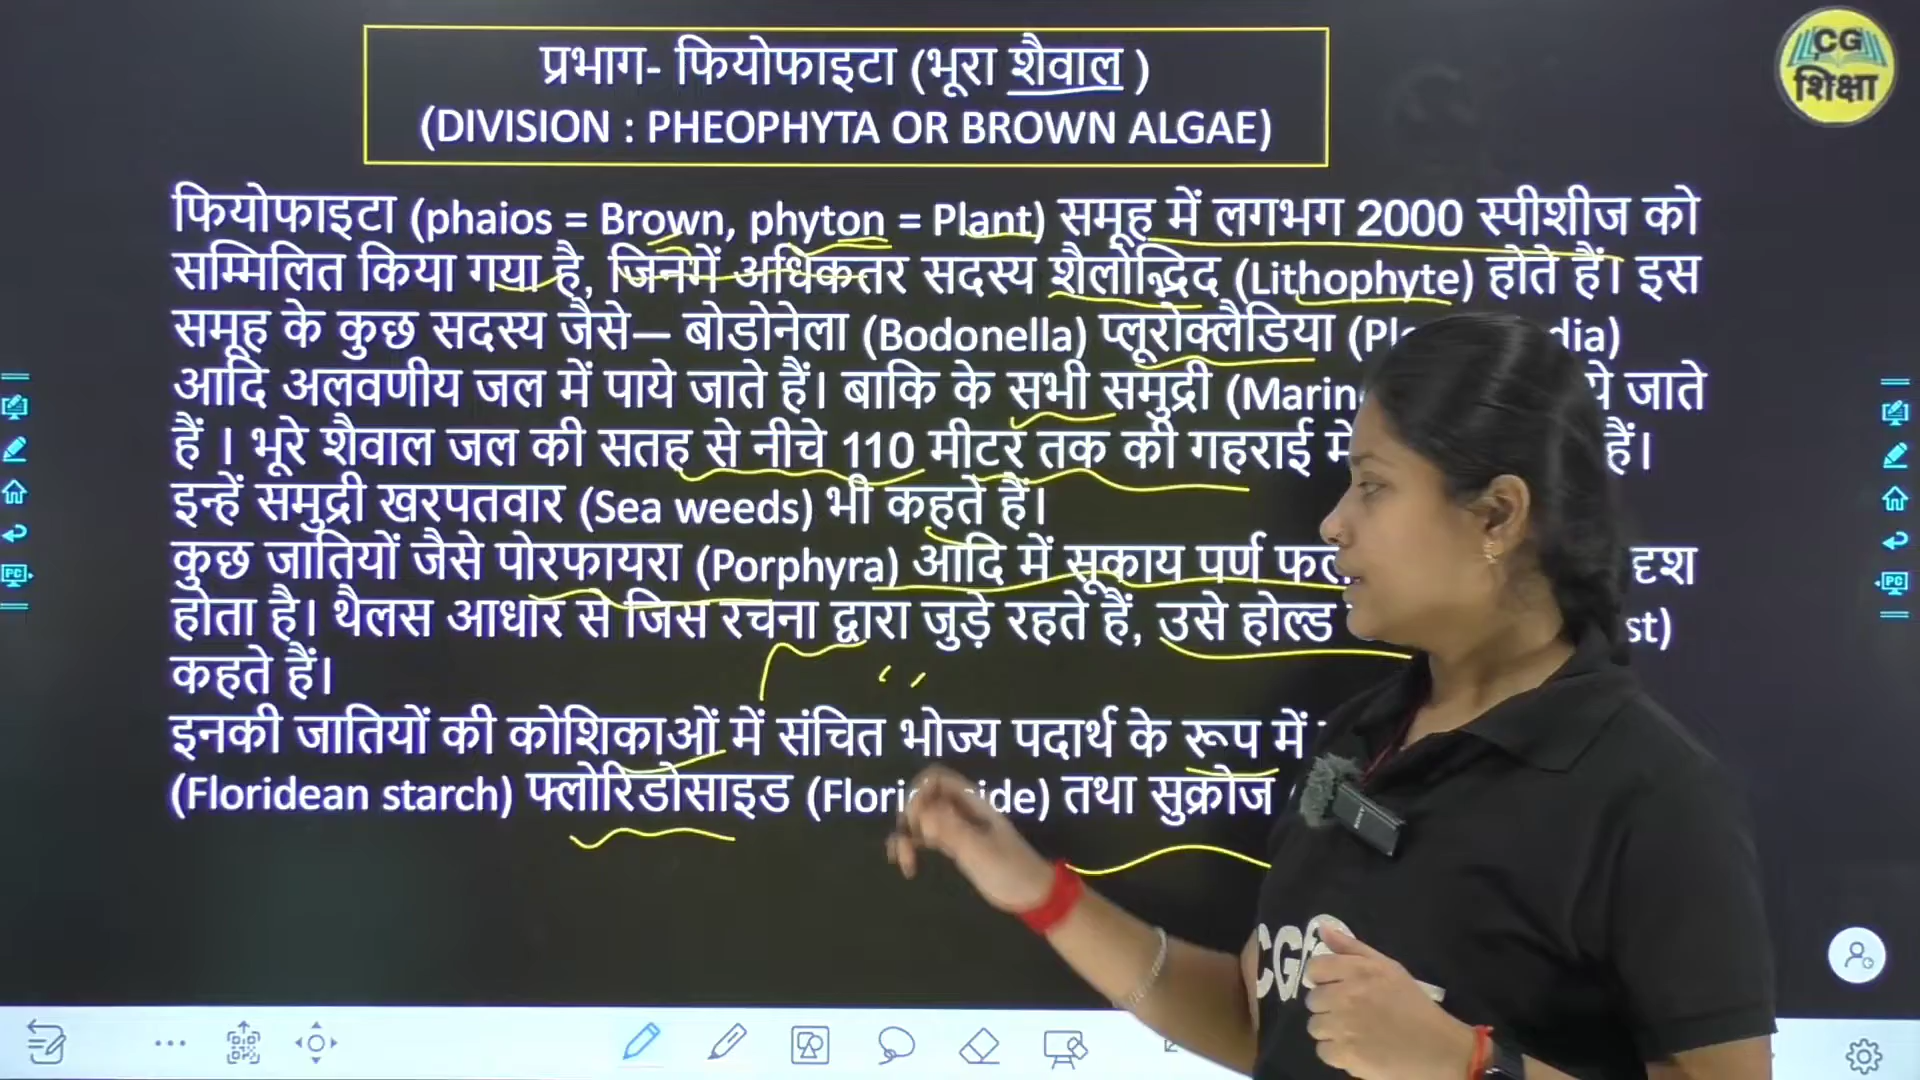 CG
शिक्षा
प्रभाग- फियोफाइटा (भूरा शैवाल )
(DIVISION : PHEOPHYTA OR BROWN ALGAE)
फियोफाइटा (phaios = Brown, phyton = Plant) समूह में लगभग 2000 स्पीशीज को
सम्मिलित किया गया है, जिनमें अधिकतर सदस्य शैलोद्भिद (Lithophyte) होते हैं। इस
समूह के कुछ सदस्य जैसे— बोडोनेला (Bodonella) प्लूरोक्लैडिया
आदि अलवणीय जल में पाये जाते हैं। बाकि के सभी समुद्री जाते
हैं । भूरे शैवाल जल की सतह से नीचे 110 मीटर तक की गहराई हैं।
इन्हें समुद्री खरपतवार (Sea weeds) भी कहते हैं।
कुछ जातियों जैसे पोरफायरा (Porphyra) आदि में सूकाय पर्ण
होता है। थैलस आधार से जिस रचना द्वारा जुड़े रहते हैं, उसे होल्ड
कहते हैं।
इनकी जातियों की कोशिकाओं में संचित भोज्य पदार्थ के रूप में
(Floridean starch) फ्लोरिडोसाइड तथा सुक्रोज
PC
PC